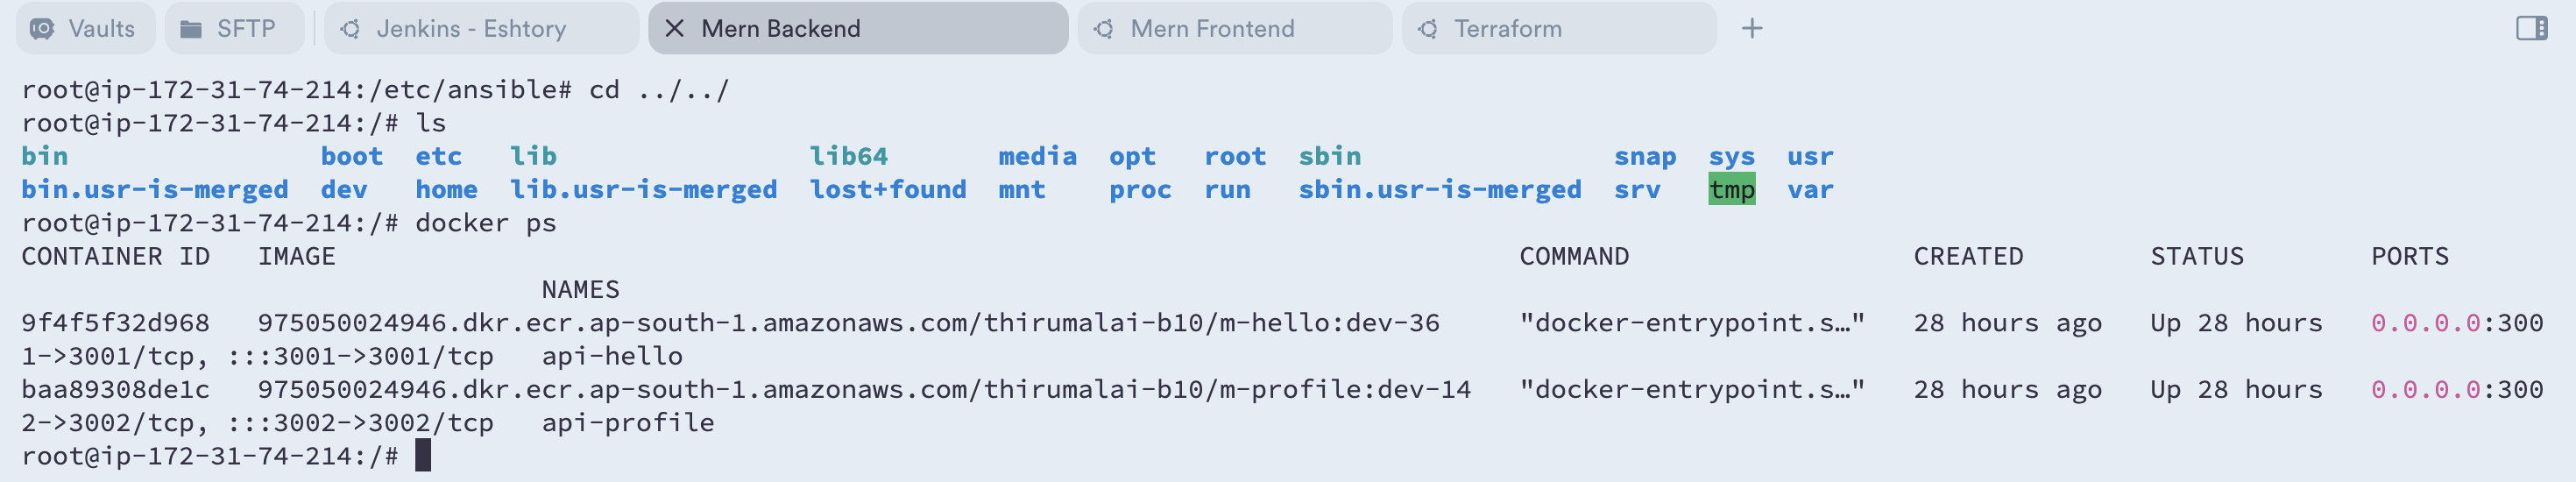 Vaults SFTP Jenkins - Eshtory Mern Backend Mern Frontend Terraform
root@ip-172-31-74-214:/etc/ansible# cd ../../
root@ip-172-31-74-214:/# ls
bin boot etc lib lib64 media opt root sbin snap sys usr
bin.usr-is-merged dev home lib.usr-is-merged lost+found mnt proc run sbin.usr-is-merged srv tmp var
root@ip-172-31-74-214:/# docker ps
CONTAINER ID IMAGE COMMAND CREATED STATUS PORTS
NAMES
9f4f5f32d968 975050024946.dkr.ecr.ap-south-1.amazonaws.com/thirumalai-b10/m-hello:dev-36 "docker-entrypoint.s…" 28 hours ago Up 28 hours 0.0.0.0:300
1->3001/tcp, :::3001->3001/tcp api-hello
baa89308de1c 975050024946.dkr.ecr.ap-south-1.amazonaws.com/thirumalai-b10/m-profile:dev-14 "docker-entrypoint.s…" 28 hours ago Up 28 hours 0.0.0.0:300
2->3002/tcp, :::3002->3002/tcp api-profile
root@ip-172-31-74-214:/#